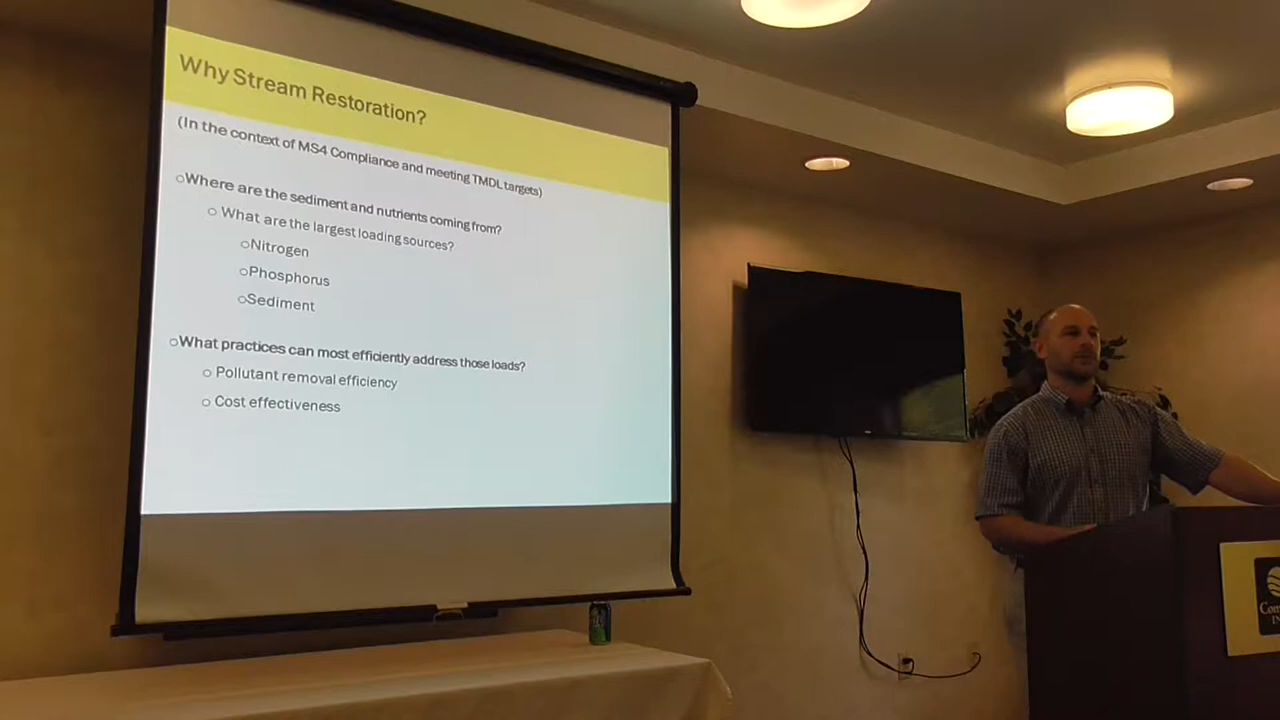 Why Stream Restoration?
(In the context of MS4 Compliance and meeting TMDL targets)
○Where are the sediment and nutrients coming from?
○ What are the largest loading sources?
○Nitrogen
○Phosphorus
○Sediment
○What practices can most efficiently address those loads?
○ Pollutant removal efficiency
○ Cost effectiveness